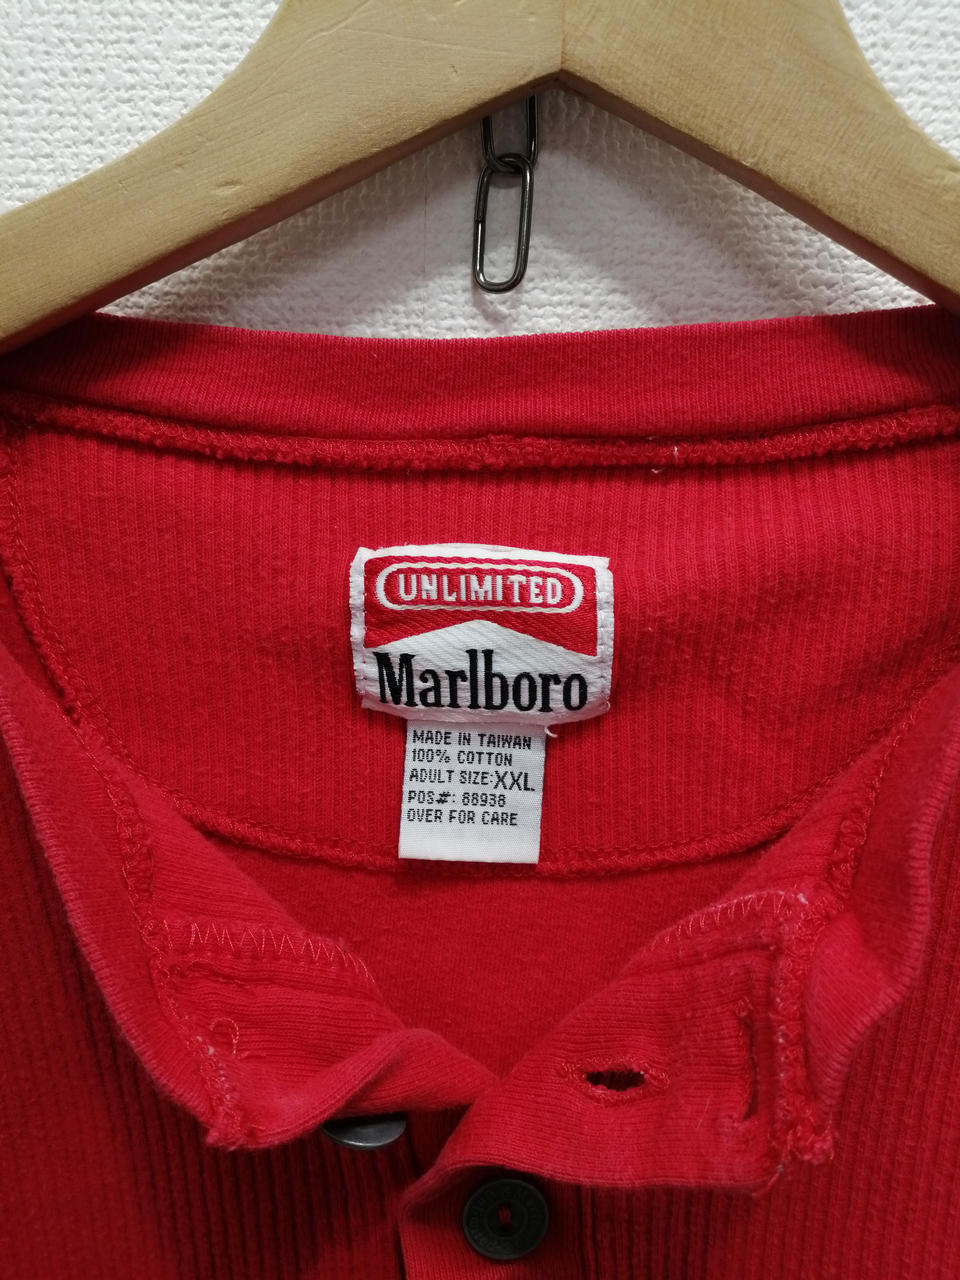 UNLIMITED
Marlboro
MADE IN TAIWAN
100% COTTON
ADULT SIZE:XXL
POS#: 88938
OVER FOR CARE